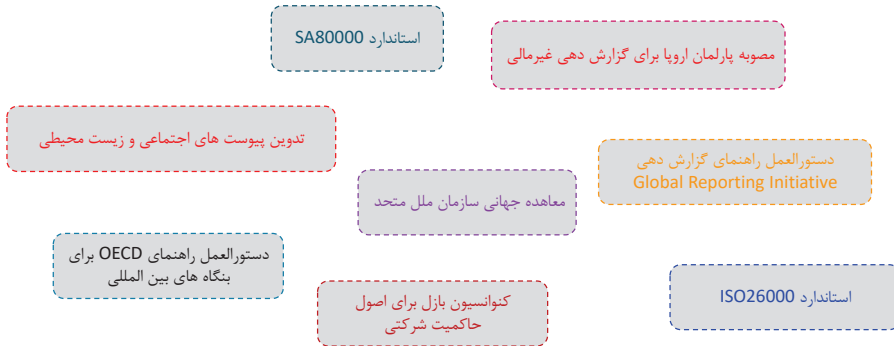 استاندارد SA80000
مصوبه پارلمان اروپا برای گزارش دهی غیرمالی
تدوین پیوست های اجتماعی و زیست محیطی
دستورالعمل راهنمای گزارش دهی
Global Reporting Initiative
معاهده جهانی سازمان ملل متحد
دستورالعمل راهنمای OECD برای
بنگاه های بین المللی
کنوانسیون بازل برای اصول
حاکمیت شرکتی
استاندارد ISO26000